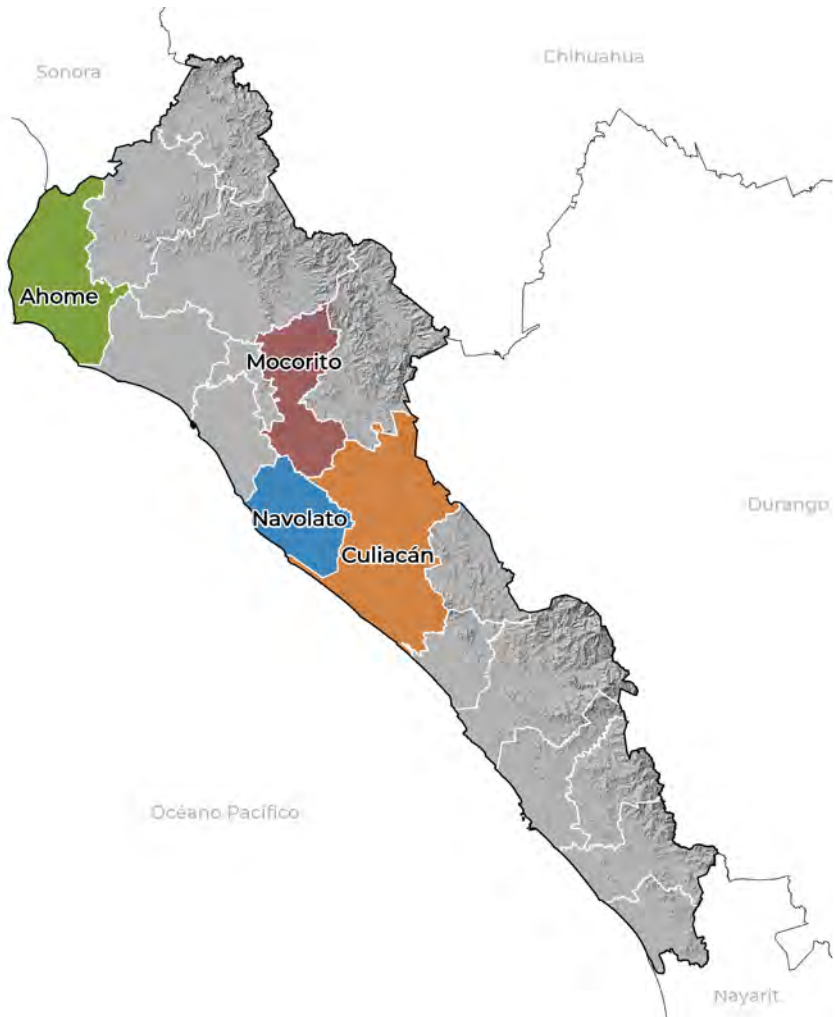 Chihuahua
Sonora
Ahome
Mocorito
Durango
Navolato
Culiacán
Océano Pacífico
Nayarit